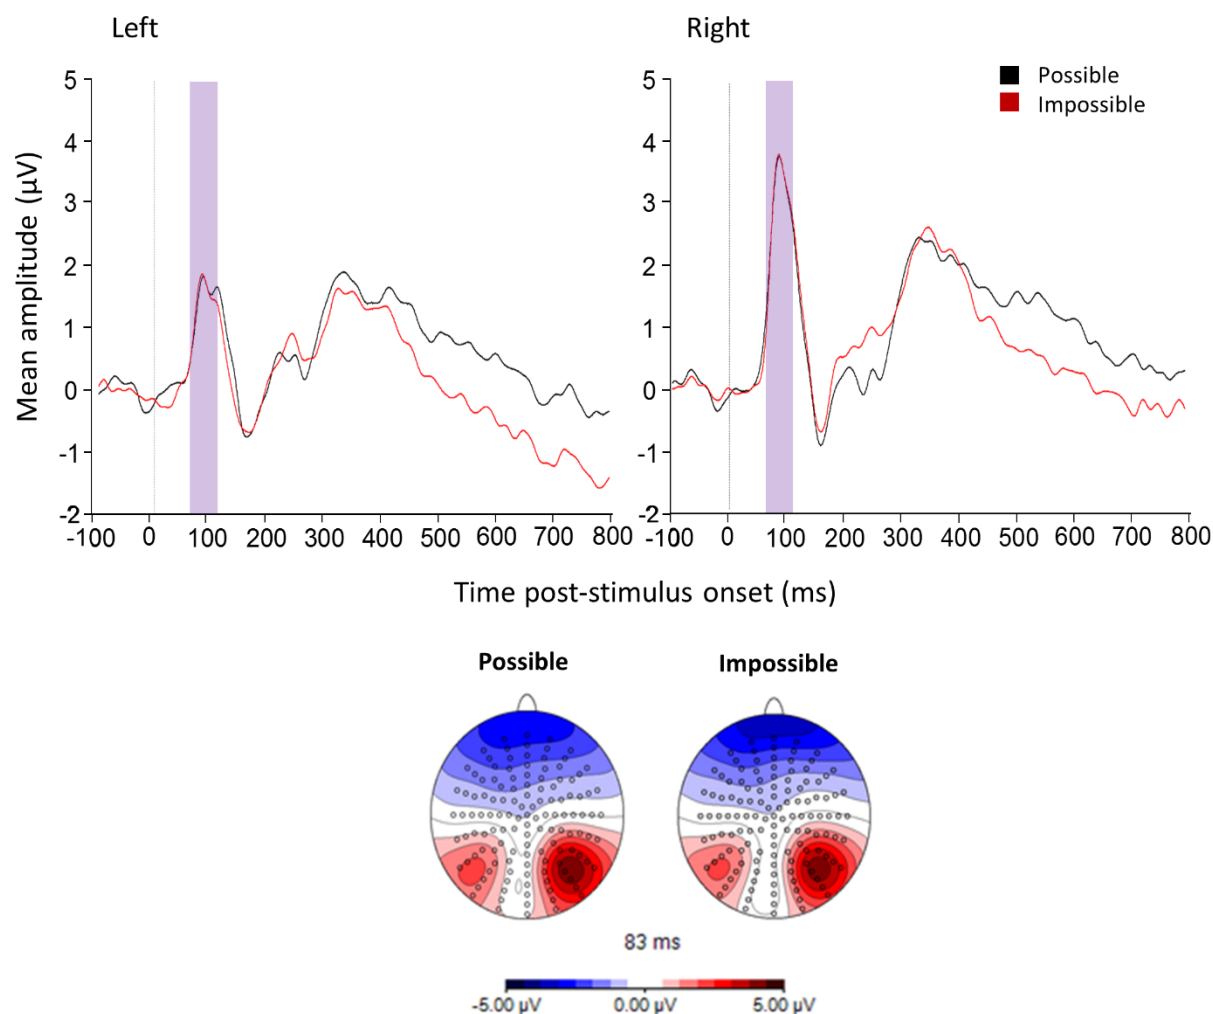 Left
Right
Possible
Impossible
Mean amplitude (µV)
5
4
3
2
1
0
-1
-2
-100 0 100 200 300 400 500 600 700 800
5
4
3
2
1
0
-1
-2
-100 0 100 200 300 400 500 600 700 800
Time post-stimulus onset (ms)
Possible
Impossible
83 ms
-5.00 µV 0.00 µV 5.00 µV